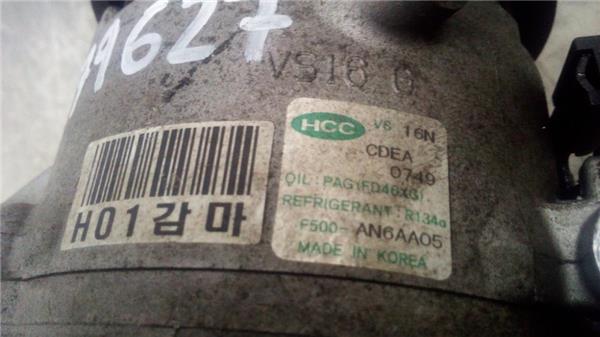 79627
VS16 G
HCC VS 16N
CDEA
0749
OIL : PAG(FD46XG)
REFRIGERANT : R134a
F500-AN6AA05
MADE IN KOREA
H01감마